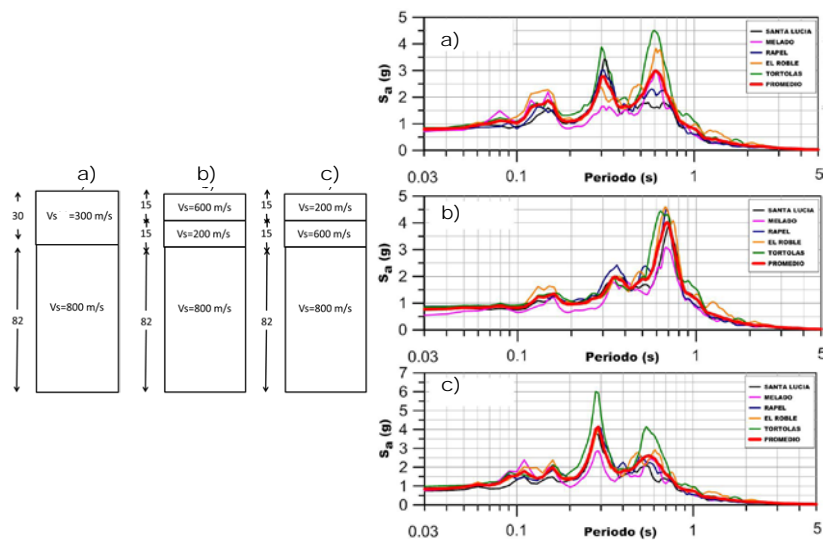 a)
b)
c)
30
Vs =300 m/s
82
Vs=800 m/s
15
Vs=600 m/s
15
Vs=200 m/s
82
Vs=800 m/s
15
Vs=200 m/s
15
Vs=600 m/s
82
Vs=800 m/s
a)
Sa (g)
5
4
3
2
1
0
0.03
0.1
1
5
Periodo (s)
SANTA LUCIA
MELADO
RAPEL
EL ROBLE
TORTOLAS
PROMEDIO
b)
Sa (g)
5
4
3
2
1
0
0.03
0.1
1
5
Periodo (s)
SANTA LUCIA
MELADO
RAPEL
EL ROBLE
TORTOLAS
PROMEDIO
c)
Sa (g)
7
6
5
4
3
2
1
0
0.03
0.1
1
5
Periodo (s)
SANTA LUCIA
MELADO
RAPEL
EL ROBLE
TORTOLAS
PROMEDIO